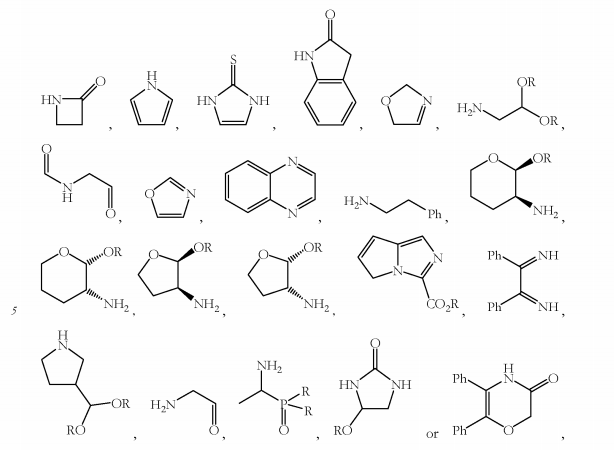 O
S HN
O H OR
HN N HN NH O N H₂N OR
, , , , , ,
O N O OR
N H O O N N H₂N Ph NH₂
, , , , ,
O OR O OR O OR N Ph NH
N
5 NH₂ , NH₂ , NH₂ , CO₂R , Ph NH ,
H N NH₂ O H N
OR H₂N P R R HN NH Ph O
RO , O , O , RO or Ph O ,